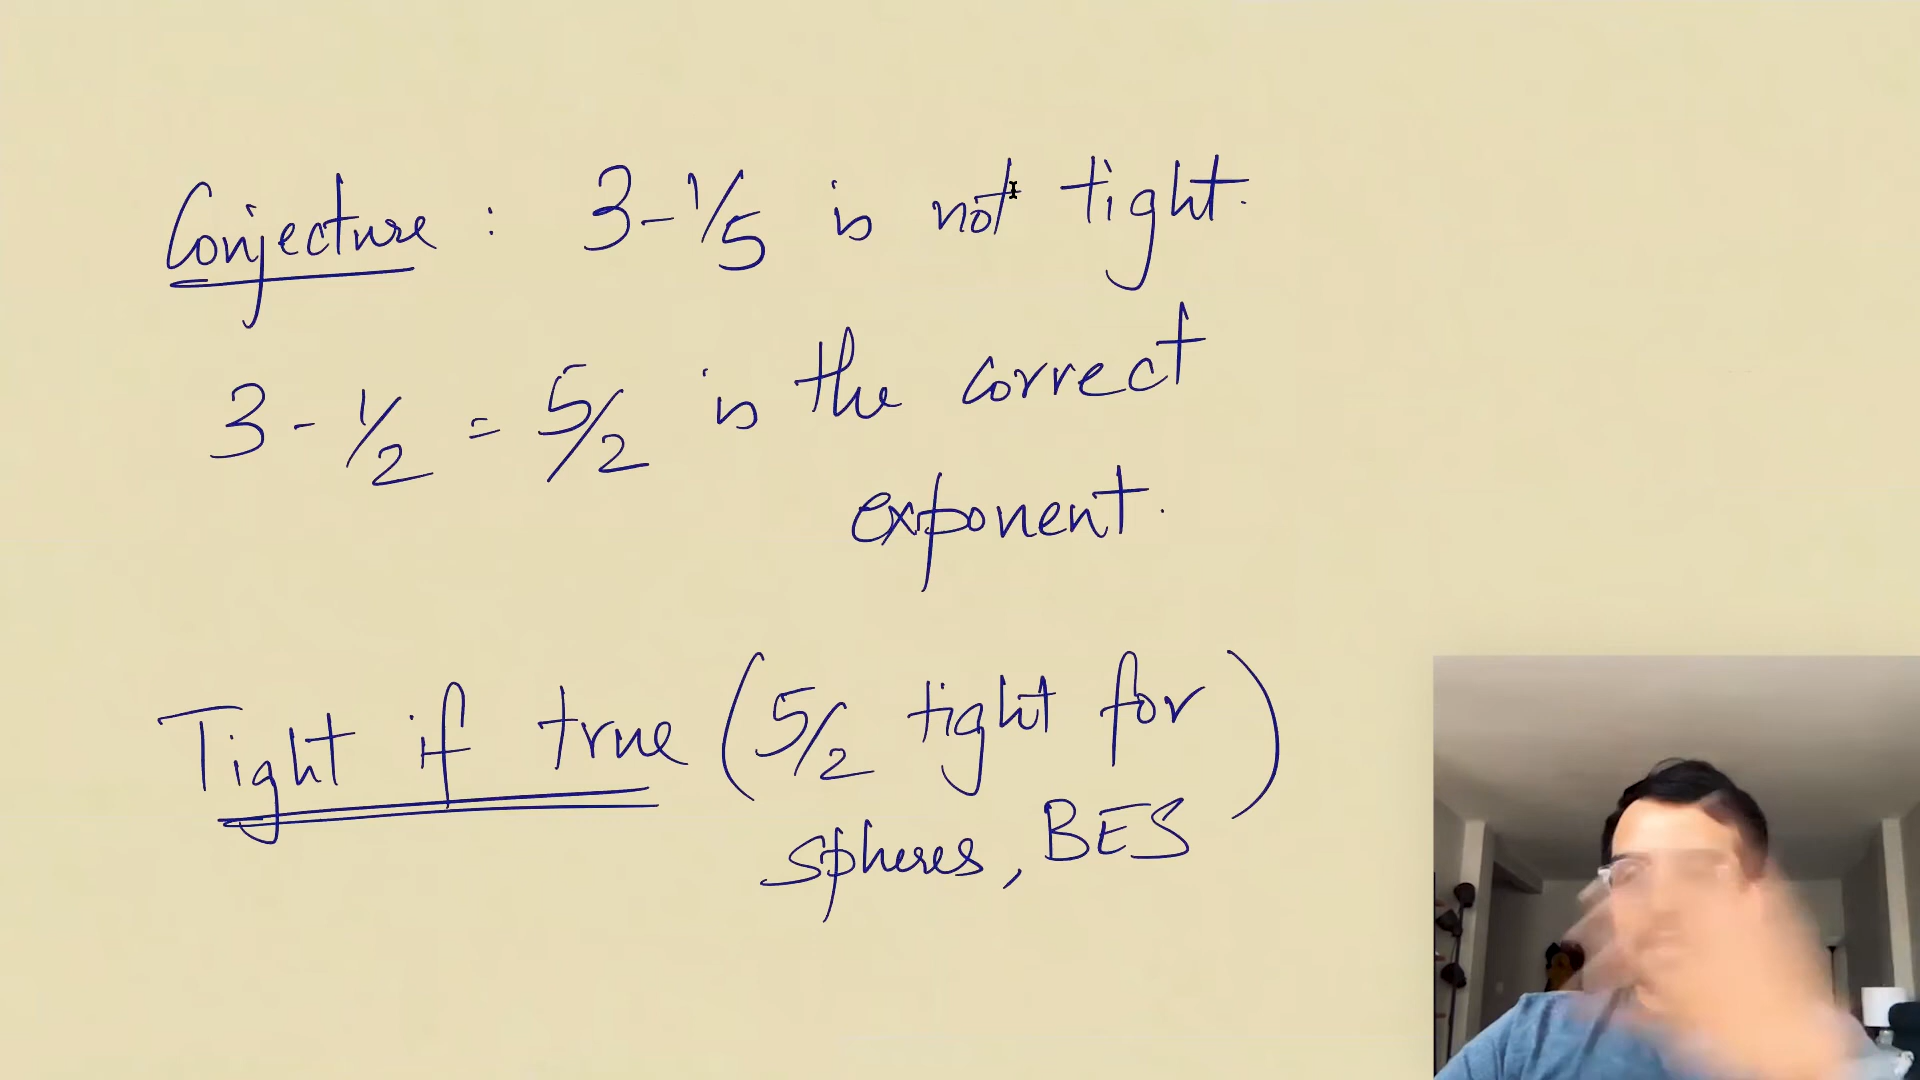 Conjecture : 3-1/5 is not tight.
3 - 1/2 = 5/2 is the correct
exponent.
Tight if true (5/2 tight for
spheres, BES)